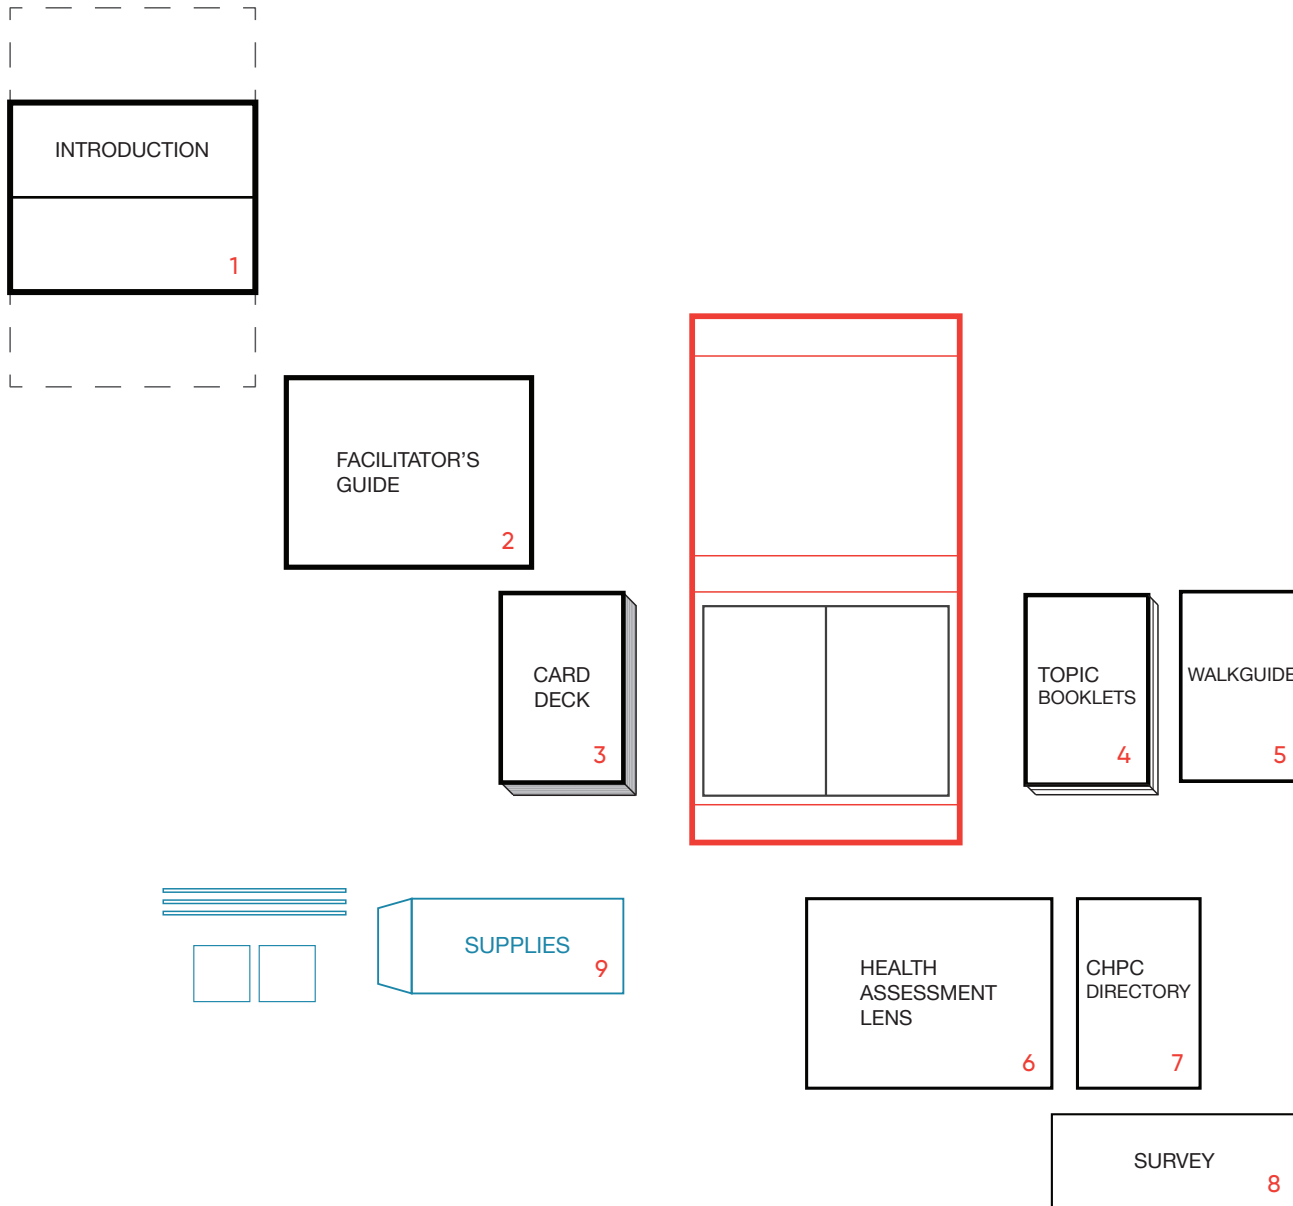 INTRODUCTION
1
FACILITATOR'S
GUIDE
2
CARD
DECK
3
TOPIC
BOOKLETS
4
WALKGUIDE
5
SUPPLIES
9
HEALTH
ASSESSMENT
LENS
6
CHPC
DIRECTORY
7
SURVEY
8